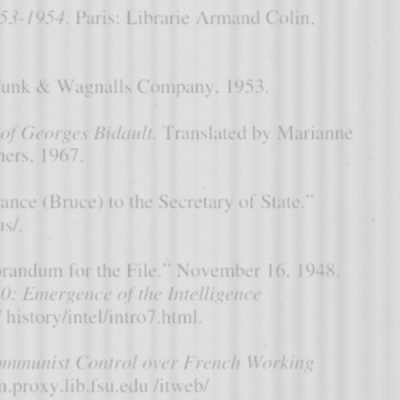 53-1954. Paris: Librarie Armand Colin,
unk & Wagnalls Company, 1953.
of Georges Bidault. Translated by Marianne
ners, 1967.
ance (Bruce) to the Secretary of State.”
us/.
orandum for the File.” November 16, 1948.
0: Emergence of the Intelligence
/ history/intel/intro7.html.
ommunist Control over French Working
n.proxy.lib.fsu.edu /itweb/